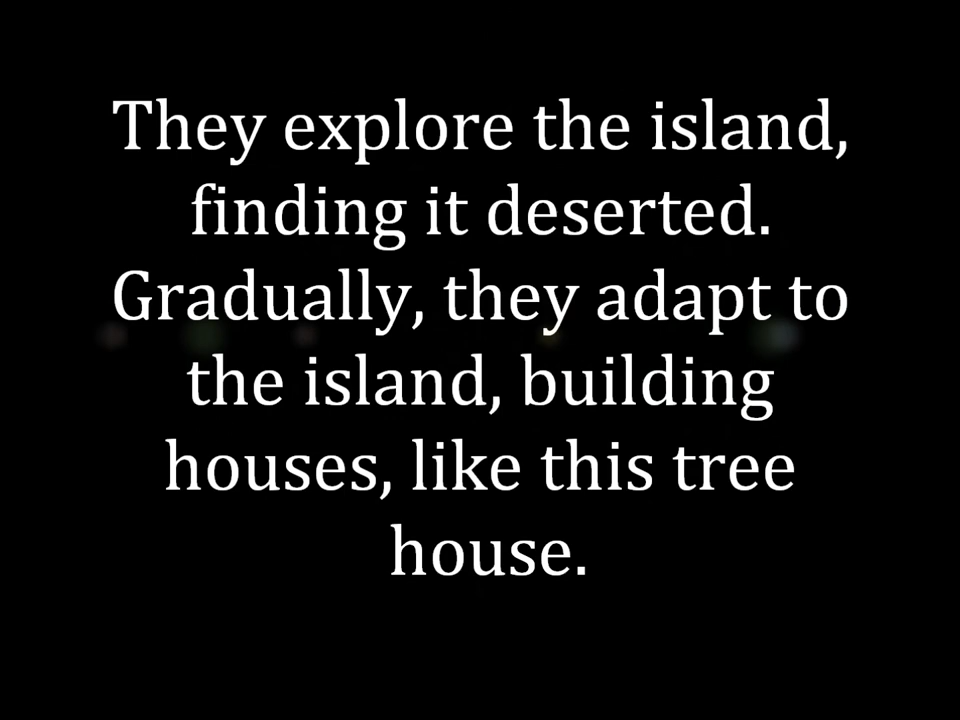 They explore the island,
finding it deserted.
Gradually, they adapt to
the island, building
houses, like this tree
house.